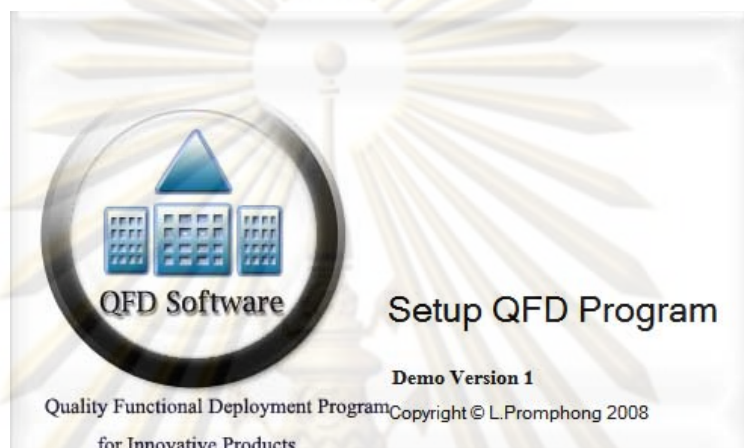 QFD Software
Setup QFD Program
Demo Version 1
Quality Functional Deployment Program
Copyright © L.Promphong 2008
for Innovative Products